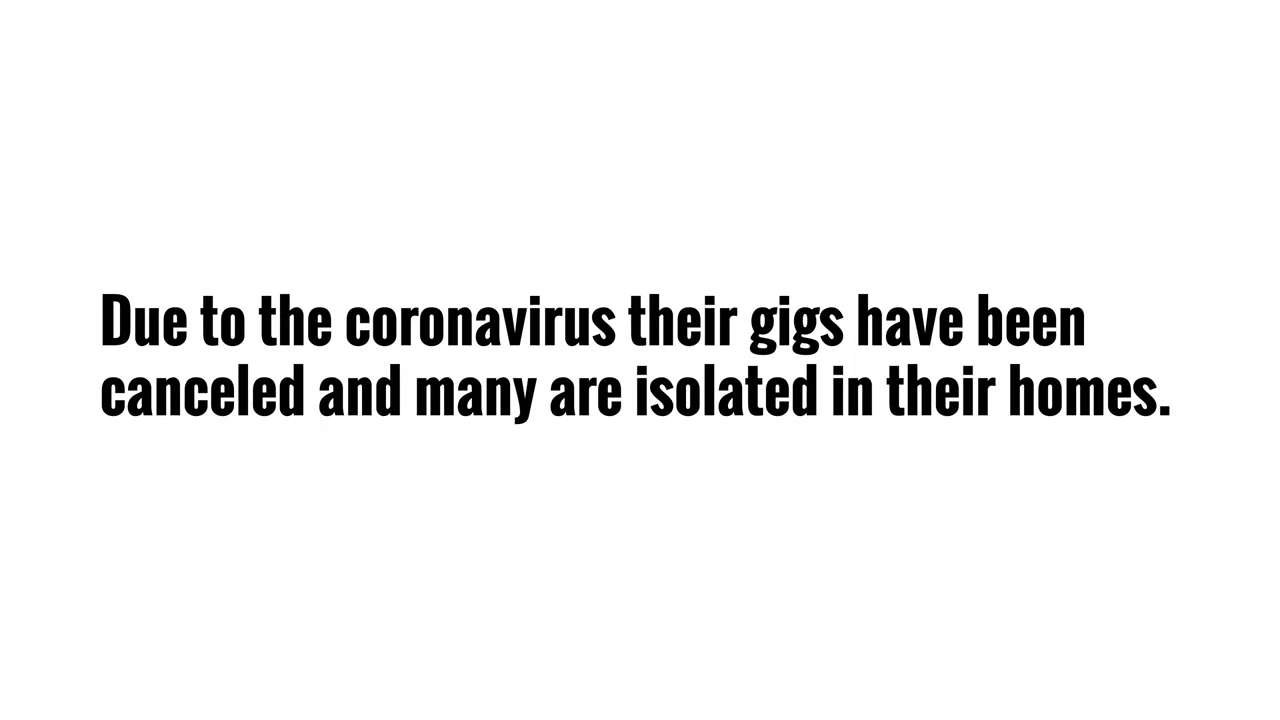 Due to the coronavirus their gigs have been
canceled and many are isolated in their homes.